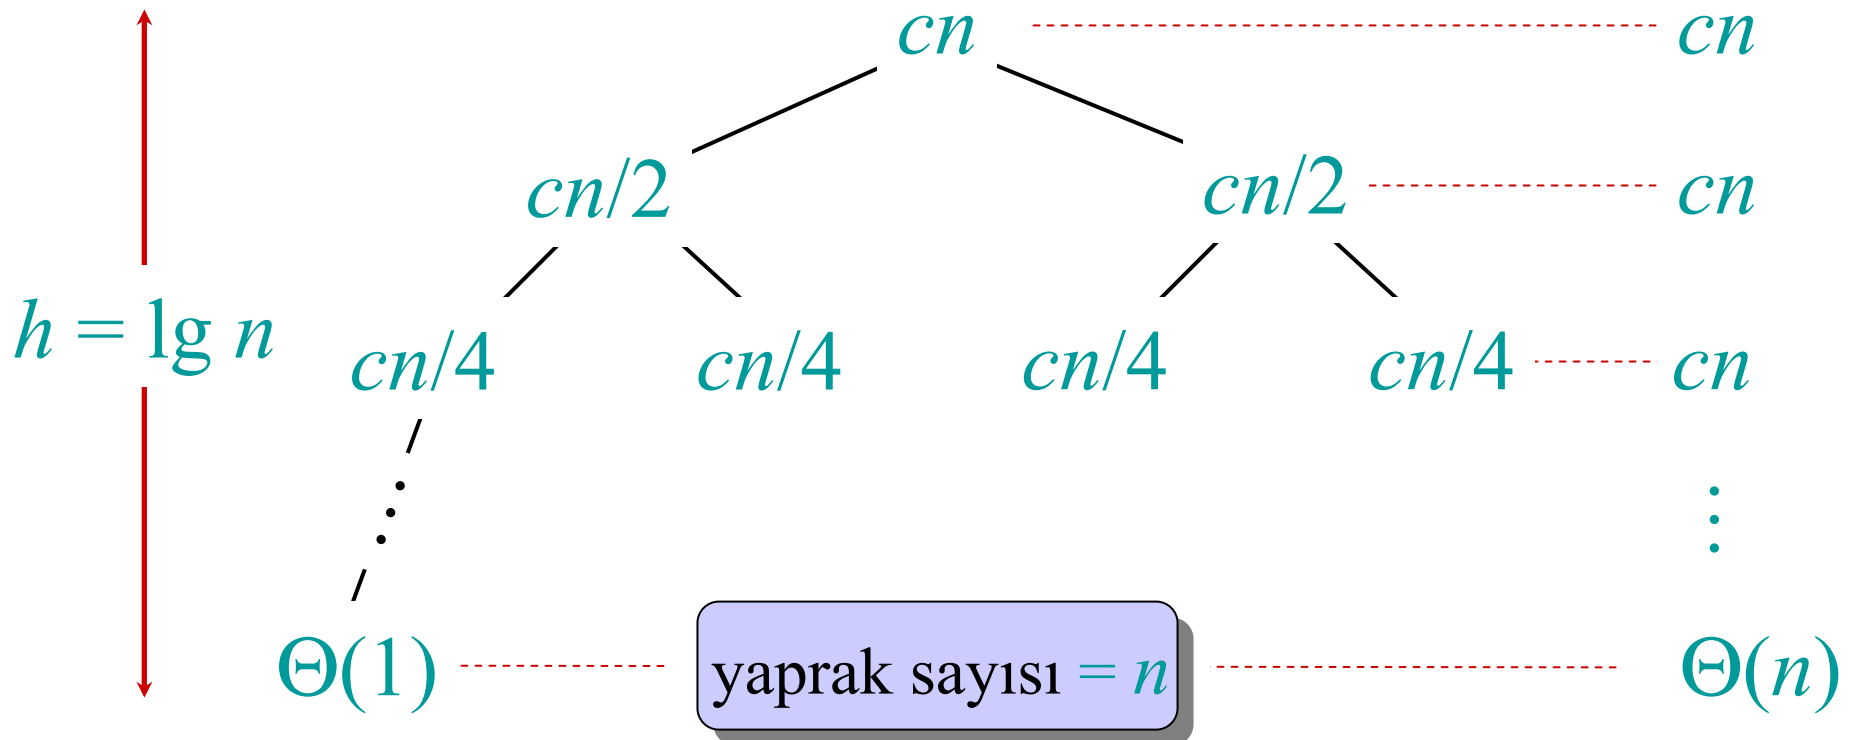 cn cn
cn/2 cn/2 cn
h = lg n cn/4 cn/4 cn/4 cn/4 cn
Θ(1) yaprak sayısı = n Θ(n)